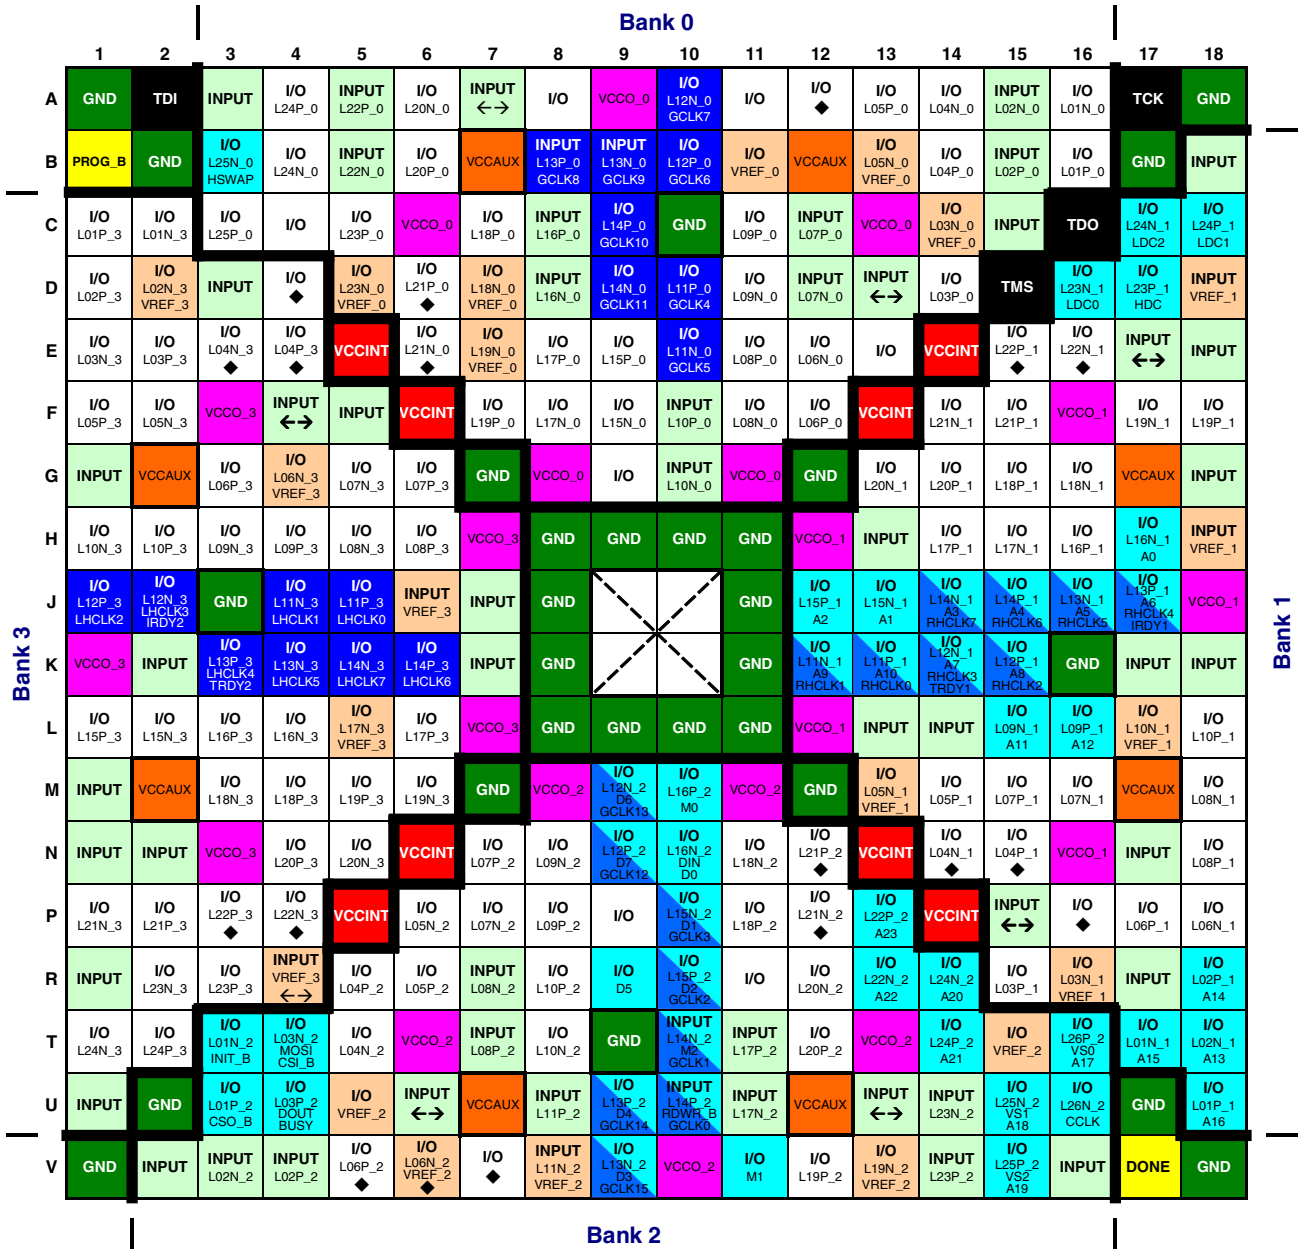 Bank 0
1 2 3 4 5 6 7 8 9 10 11 12 13 14 15 16 17 18
A
GND
TDI
INPUT
I/O
L24P_0
INPUT
L22P_0
I/O
L20N_0
INPUT
←→
I/O
VCCO_0
I/O
L12N_0
GCLK7
I/O
I/O
◆
I/O
L05P_0
I/O
L04N_0
INPUT
L02N_0
I/O
L01N_0
TCK
GND
B
PROG_B
GND
I/O
L25N_0
HSWAP
I/O
L24N_0
INPUT
L22N_0
I/O
L20P_0
VCCAUX
INPUT
L13P_0
GCLK8
INPUT
L13N_0
GCLK9
I/O
L12P_0
GCLK6
I/O
VREF_0
VCCAUX
I/O
L05N_0
VREF_0
I/O
L04P_0
INPUT
L02P_0
I/O
L01P_0
GND
INPUT
C
I/O
L01P_3
I/O
L01N_3
I/O
L25P_0
I/O
I/O
L23P_0
VCCO_0
I/O
L18P_0
INPUT
L16P_0
I/O
L14P_0
GCLK10
GND
I/O
L09P_0
INPUT
L07P_0
VCCO_0
I/O
L03N_0
VREF_0
INPUT
TDO
I/O
L24N_1
LDC2
I/O
L24P_1
LDC1
D
I/O
L02P_3
I/O
L02N_3
VREF_3
INPUT
I/O
◆
I/O
L23N_0
VREF_0
I/O
L21P_0
◆
I/O
L18N_0
VREF_0
INPUT
L16N_0
I/O
L14N_0
GCLK11
I/O
L11P_0
GCLK4
I/O
L09N_0
INPUT
L07N_0
INPUT
←→
I/O
L03P_0
TMS
I/O
L23N_1
LDC0
I/O
L23P_1
HDC
INPUT
VREF_1
E
I/O
L03N_3
I/O
L03P_3
I/O
L04N_3
◆
I/O
L04P_3
◆
VCCINT
I/O
L21N_0
◆
I/O
L19N_0
VREF_0
I/O
L17P_0
I/O
L15P_0
I/O
L11N_0
GCLK5
I/O
L08P_0
I/O
L06N_0
I/O
VCCINT
I/O
L22P_1
◆
I/O
L22N_1
◆
INPUT
←→
INPUT
F
I/O
L05P_3
I/O
L05N_3
VCCO_3
INPUT
←→
INPUT
VCCINT
I/O
L19P_0
I/O
L17N_0
I/O
L15N_0
INPUT
L10P_0
I/O
L08N_0
I/O
L06P_0
VCCINT
I/O
L21N_1
I/O
L21P_1
VCCO_1
I/O
L19N_1
I/O
L19P_1
G
INPUT
VCCAUX
I/O
L06P_3
I/O
L06N_3
VREF_3
I/O
L07N_3
I/O
L07P_3
GND
VCCO_0
I/O
INPUT
L10N_0
VCCO_0
GND
I/O
L20N_1
I/O
L20P_1
I/O
L18P_1
I/O
L18N_1
VCCAUX
INPUT
H
I/O
L10N_3
I/O
L10P_3
I/O
L09N_3
I/O
L09P_3
I/O
L08N_3
I/O
L08P_3
VCCO_3
GND
GND
GND
GND
VCCO_1
INPUT
I/O
L17P_1
I/O
L17N_1
I/O
L16P_1
I/O
L16N_1
A0
INPUT
VREF_1
Bank 3
J
I/O
L12P_3
LHCLK2
I/O
L12N_3
LHCLK3
IRDY2
GND
I/O
L11N_3
LHCLK1
I/O
L11P_3
LHCLK0
INPUT
VREF_3
INPUT
GND
GND
I/O
L15P_1
A2
I/O
L15N_1
A1
I/O
L14N_1
A3
RHCLK7
I/O
L14P_1
A4
RHCLK6
I/O
L13N_1
A5
RHCLK5
I/O
L13P_1
A6
RHCLK4
IRDY1
VCCO_1
Bank 1
K
VCCO_3
INPUT
I/O
L13P_3
LHCLK4
TRDY2
I/O
L13N_3
LHCLK5
I/O
L14N_3
LHCLK7
I/O
L14P_3
LHCLK6
INPUT
GND
GND
I/O
L11N_1
A9
RHCLK1
I/O
L11P_1
A10
RHCLK0
I/O
L12N_1
A7
RHCLK3
TRDY1
I/O
L12P_1
A8
RHCLK2
GND
INPUT
INPUT
L
I/O
L15P_3
I/O
L15N_3
I/O
L16P_3
I/O
L16N_3
I/O
L17N_3
VREF_3
I/O
L17P_3
VCCO_3
GND
GND
GND
GND
VCCO_1
INPUT
INPUT
I/O
L09N_1
A11
I/O
L09P_1
A12
I/O
L10N_1
VREF_1
I/O
L10P_1
M
INPUT
VCCAUX
I/O
L18N_3
I/O
L18P_3
I/O
L19P_3
I/O
L19N_3
GND
VCCO_2
I/O
L12N_2
D6
GCLK13
I/O
L16P_2
M0
VCCO_2
GND
I/O
L05N_1
VREF_1
I/O
L05P_1
I/O
L07P_1
I/O
L07N_1
VCCAUX
I/O
L08N_1
N
INPUT
INPUT
VCCO_3
I/O
L20P_3
I/O
L20N_3
VCCINT
I/O
L07P_2
I/O
L09N_2
I/O
L12P_2
D7
GCLK12
I/O
L16N_2
DIN
D0
I/O
L18N_2
I/O
L21P_2
◆
VCCINT
I/O
L04N_1
◆
I/O
L04P_1
◆
VCCO_1
INPUT
I/O
L08P_1
P
I/O
L21N_3
I/O
L21P_3
I/O
L22P_3
◆
I/O
L22N_3
◆
VCCINT
I/O
L05N_2
I/O
L07N_2
I/O
L09P_2
I/O
I/O
L15N_2
D1
GCLK3
I/O
L18P_2
I/O
L21N_2
◆
I/O
L22P_2
A23
VCCINT
INPUT
←→
I/O
◆
I/O
L06P_1
I/O
L06N_1
R
INPUT
I/O
L23N_3
I/O
L23P_3
INPUT
VREF_3
←→
I/O
L04P_2
I/O
L05P_2
INPUT
L08N_2
I/O
L10P_2
I/O
D5
I/O
L15P_2
D2
GCLK2
I/O
I/O
L20N_2
I/O
L22N_2
A22
I/O
L24N_2
A20
I/O
L03P_1
I/O
L03N_1
VREF_1
INPUT
I/O
L02P_1
A14
T
I/O
L24N_3
I/O
L24P_3
I/O
L01N_2
INIT_B
I/O
L03N_2
MOSI
CSI_B
I/O
L04N_2
VCCO_2
INPUT
L08P_2
I/O
L10N_2
GND
INPUT
L14N_2
M2
GCLK1
INPUT
L17P_2
I/O
L20P_2
VCCO_2
I/O
L24P_2
A21
I/O
VREF_2
I/O
L26P_2
VS0
A17
I/O
L01N_1
A15
I/O
L02N_1
A13
U
INPUT
GND
I/O
L01P_2
CSO_B
I/O
L03P_2
DOUT
BUSY
I/O
VREF_2
INPUT
←→
VCCAUX
INPUT
L11P_2
I/O
L13P_2
D4
GCLK14
INPUT
L14P_2
RDWR_B
GCLK0
INPUT
L17N_2
VCCAUX
INPUT
←→
INPUT
L23N_2
I/O
L25N_2
VS1
A18
I/O
L26N_2
CCLK
GND
I/O
L01P_1
A16
V
GND
INPUT
INPUT
L02N_2
INPUT
L02P_2
I/O
L06P_2
◆
I/O
L06N_2
VREF_2
◆
I/O
◆
INPUT
L11N_2
VREF_2
I/O
L13N_2
D3
GCLK15
VCCO_2
I/O
M1
I/O
L19P_2
I/O
L19N_2
VREF_2
INPUT
L23P_2
I/O
L25P_2
VS2
A19
INPUT
DONE
GND
Bank 2